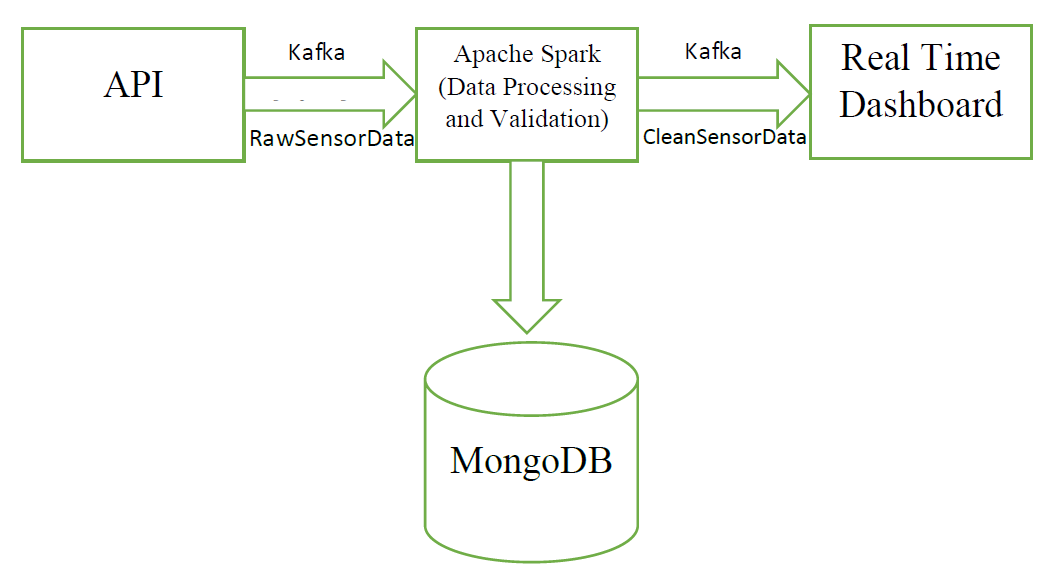 API
Kafka
RawSensorData
Apache Spark
(Data Processing
and Validation)
Kafka
CleanSensorData
Real Time
Dashboard
MongoDB